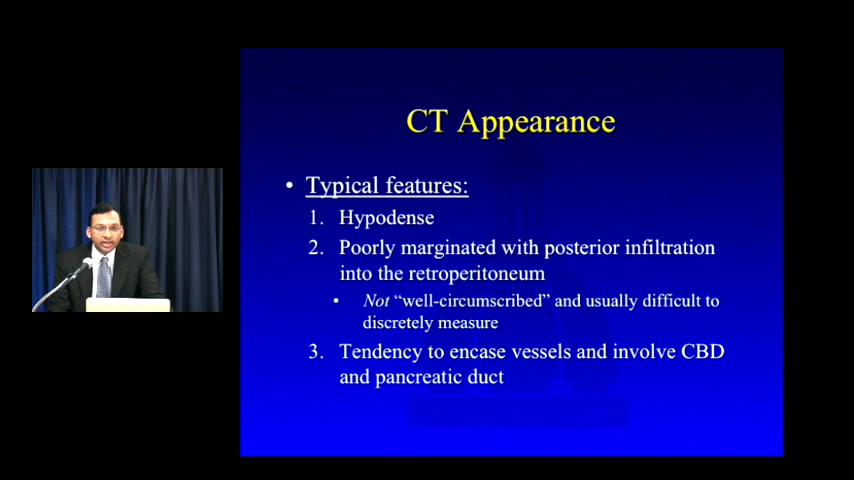 CT Appearance
• Typical features:
1. Hypodense
2. Poorly marginated with posterior infiltration
into the retroperitoneum
• Not “well-circumscribed” and usually difficult to
discretely measure
3. Tendency to encase vessels and involve CBD
and pancreatic duct